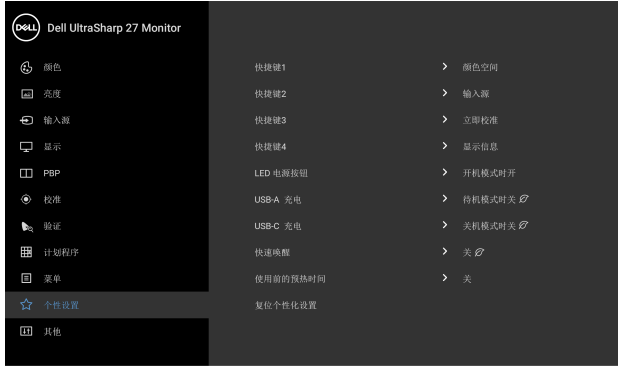 DELL Dell UltraSharp 27 Monitor
颜色 快捷键1 颜色空间
亮度 快捷键2 输入源
输入源 快捷键3 立即校准
显示 快捷键4 显示信息
PBP LED 电源按钮 开机模式时开
校准 USB-A 充电 待机模式时关
验证 USB-C 充电 关机模式时关
计划程序 快速唤醒 关
菜单 使用前的预热时间 关
个性设置 复位个性化设置
其他